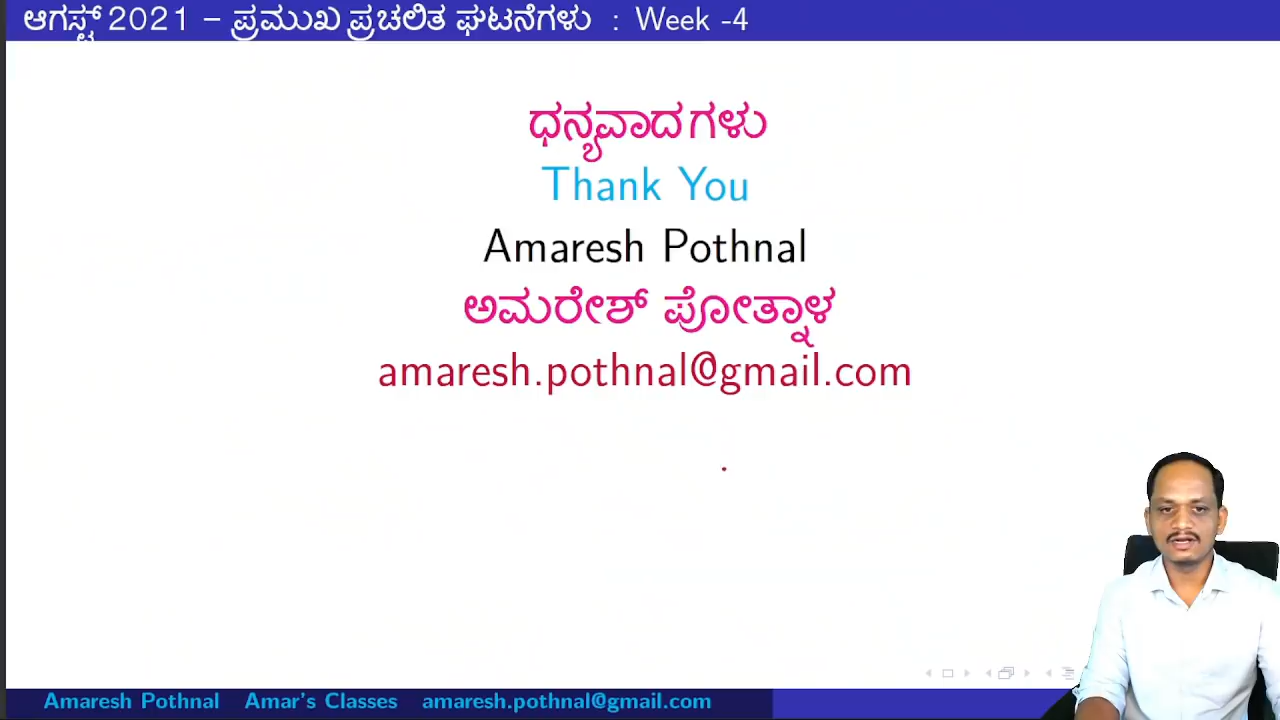 ಆಗಸ್ಟ್ 2021 – ಪ್ರಮುಖ ಪ್ರಚಲಿತ ಘಟನೆಗಳು : Week -4
ಧನ್ಯವಾದಗಳು
Thank You
Amaresh Pothnal
ಅಮರೇಶ್ ಪೋತ್ನಾಳ
amaresh.pothnal@gmail.com
Amaresh Pothnal Amar's Classes amaresh.pothnal@gmail.com